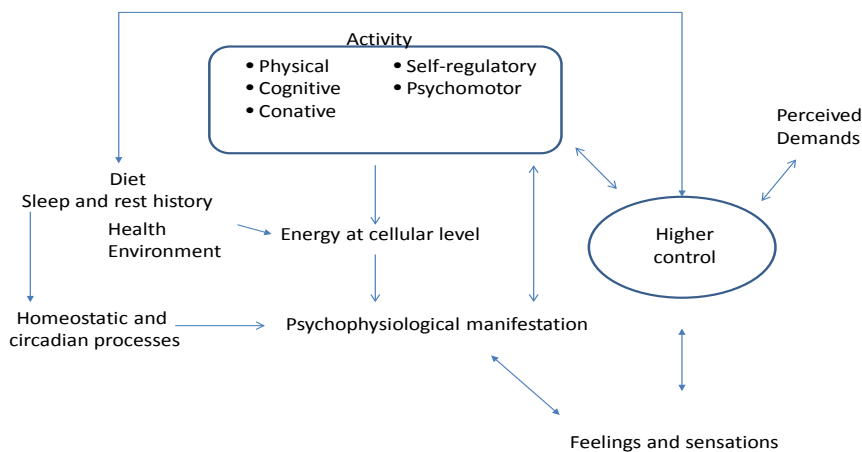 Activity
• Physical
• Cognitive
• Conative
• Self-regulatory
• Psychomotor
Perceived
Demands
Diet
Sleep and rest history
Health
Environment
Energy at cellular level
Higher
control
Homeostatic and
circadian processes
Psychophysiological manifestation
Feelings and sensations